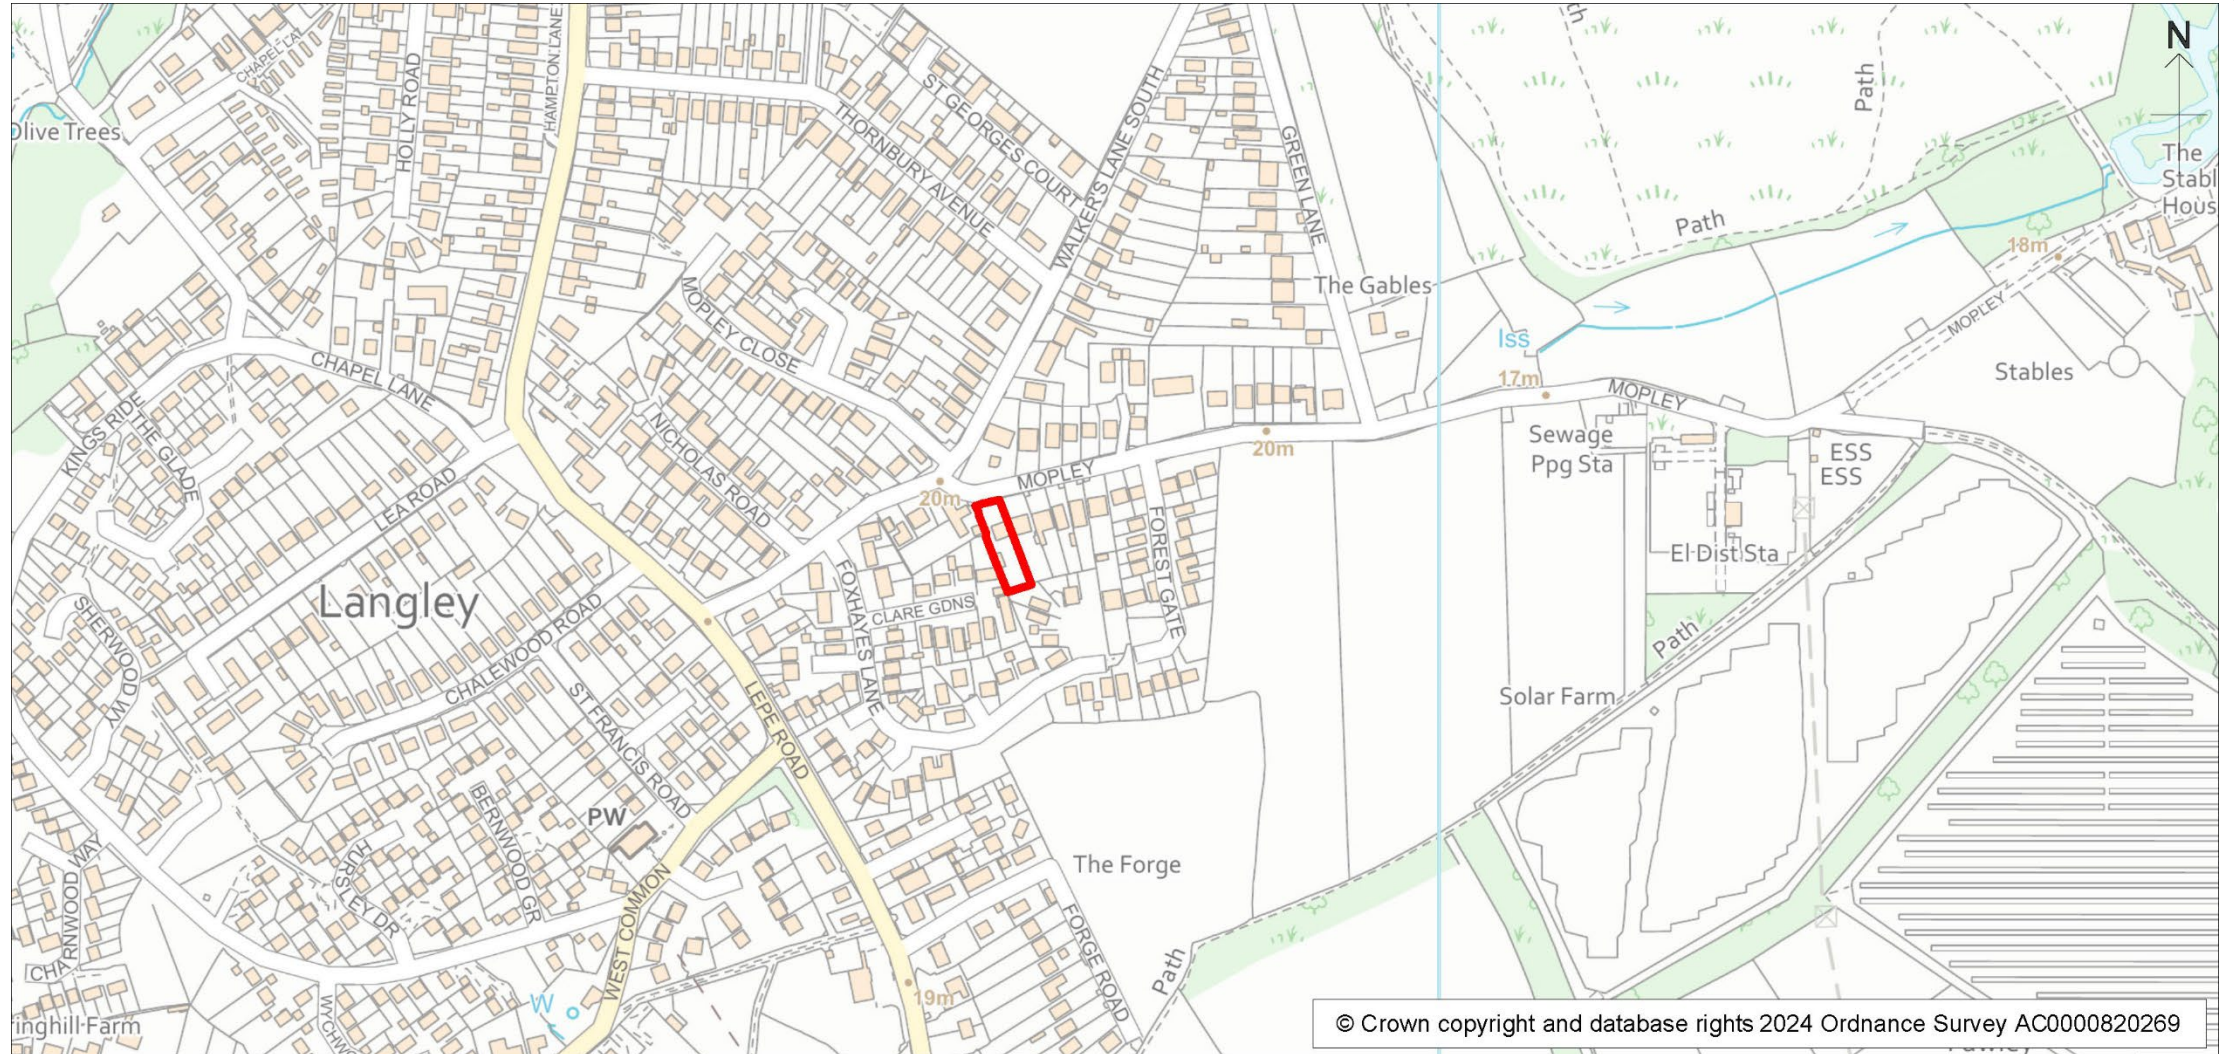 N
CHAPEL LA
HOLLY ROAD
HAMPTON LANE
ST GEORGES COURT
THORNBURY AVENUE
WALKER'S LANE SOUTH
GREEN LANE
Path
Path
Olive Trees
The
Stabl
Hous
18m
The Gables
Iss
MOPLEY
Stables
MOPLEY CLOSE
CHAPEL LANE
KINGS RIDE
THE GLADE
LEA ROAD
NICHOLAS ROAD
17m
MOPLEY
20m
MOPLEY
20m
Sewage
Ppg Sta
ESS
ESS
El Dist Sta
FOREST GATE
FOXHAYES LANE
CLARE GDNS
Langley
SHERWOOD WY
CHALEWOOD ROAD
ST FRANCIS ROAD
LEPE ROAD
Path
Solar Farm
BERNWOOD GR
PW
HURSLEY DR
CHARNWOOD WAY
CHA
WEST COMMON
The Forge
FORGE ROAD
Path
W
19m
inghill Farm
© Crown copyright and database rights 2024 Ordnance Survey AC0000820269